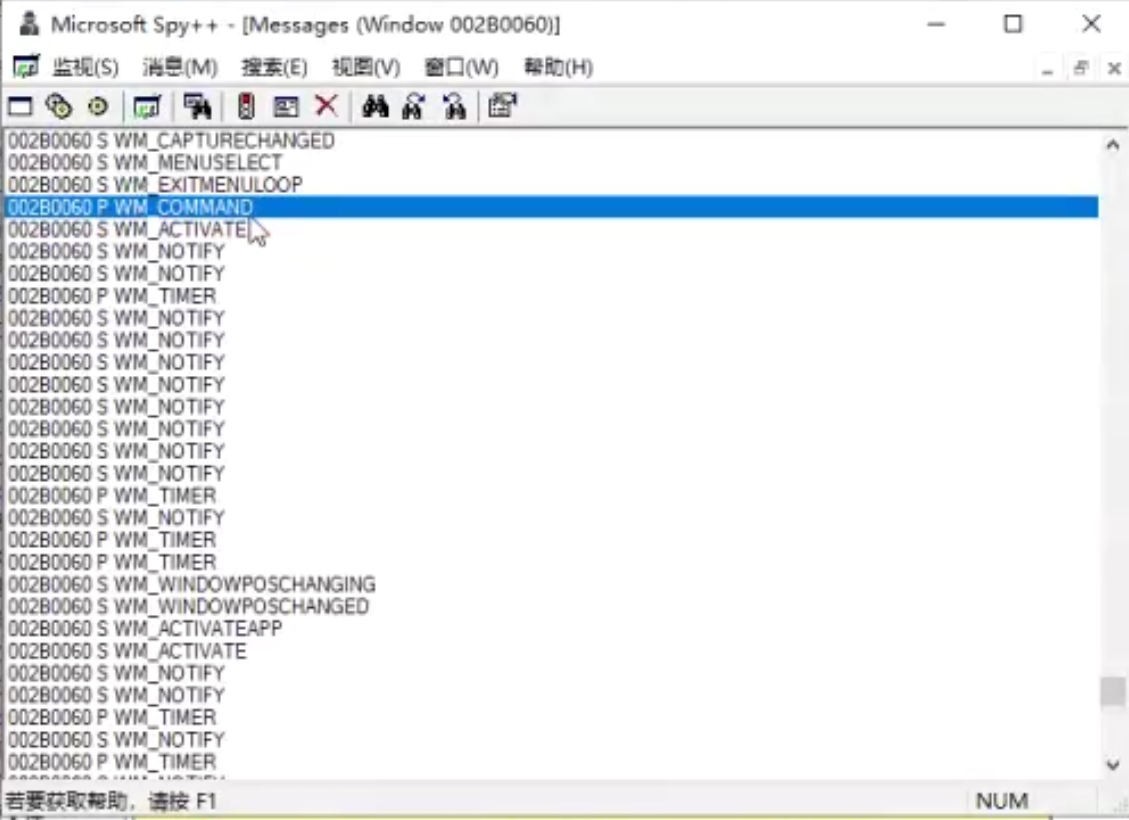 Microsoft Spy++ - [Messages (Window 002B0060)]
监视(S) 消息(M) 搜索(E) 视图(V) 窗口(W) 帮助(H)
002B0060 S WM_CAPTURECHANGED
002B0060 S WM_MENUSELECT
002B0060 S WM_EXITMENULOOP
002B0060 P WM_COMMAND
002B0060 S WM_ACTIVATE
002B0060 S WM_NOTIFY
002B0060 S WM_NOTIFY
002B0060 P WM_TIMER
002B0060 S WM_NOTIFY
002B0060 S WM_NOTIFY
002B0060 S WM_NOTIFY
002B0060 S WM_NOTIFY
002B0060 S WM_NOTIFY
002B0060 S WM_NOTIFY
002B0060 S WM_NOTIFY
002B0060 S WM_NOTIFY
002B0060 P WM_TIMER
002B0060 S WM_NOTIFY
002B0060 P WM_TIMER
002B0060 P WM_TIMER
002B0060 S WM_WINDOWPOSCHANGING
002B0060 S WM_WINDOWPOSCHANGED
002B0060 S WM_ACTIVATEAPP
002B0060 S WM_ACTIVATE
002B0060 S WM_NOTIFY
002B0060 S WM_NOTIFY
002B0060 P WM_TIMER
002B0060 S WM_NOTIFY
002B0060 P WM_TIMER
若要获取帮助，请按 F1 NUM